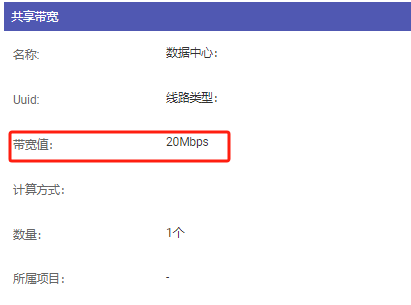 共享带宽
名称: 数据中心:
Uuid: 线路类型:
带宽值: 20Mbps
计算方式:
数量: 1个
所属项目: -